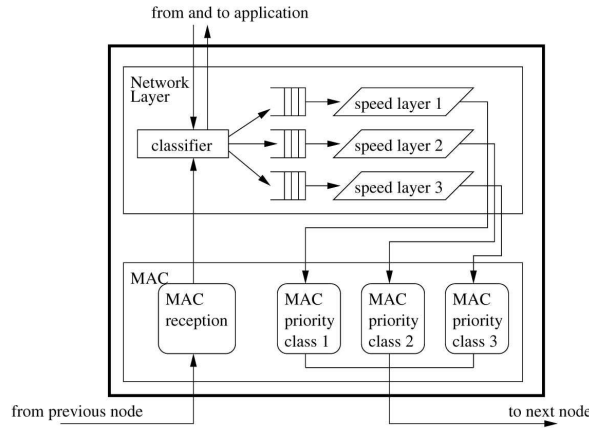 from and to application
Network
Layer
speed layer 1
classifier
speed layer 2
speed layer 3
MAC
MAC
reception
MAC
priority
class 1
MAC
priority
class 2
MAC
priority
class 3
from previous node
to next node